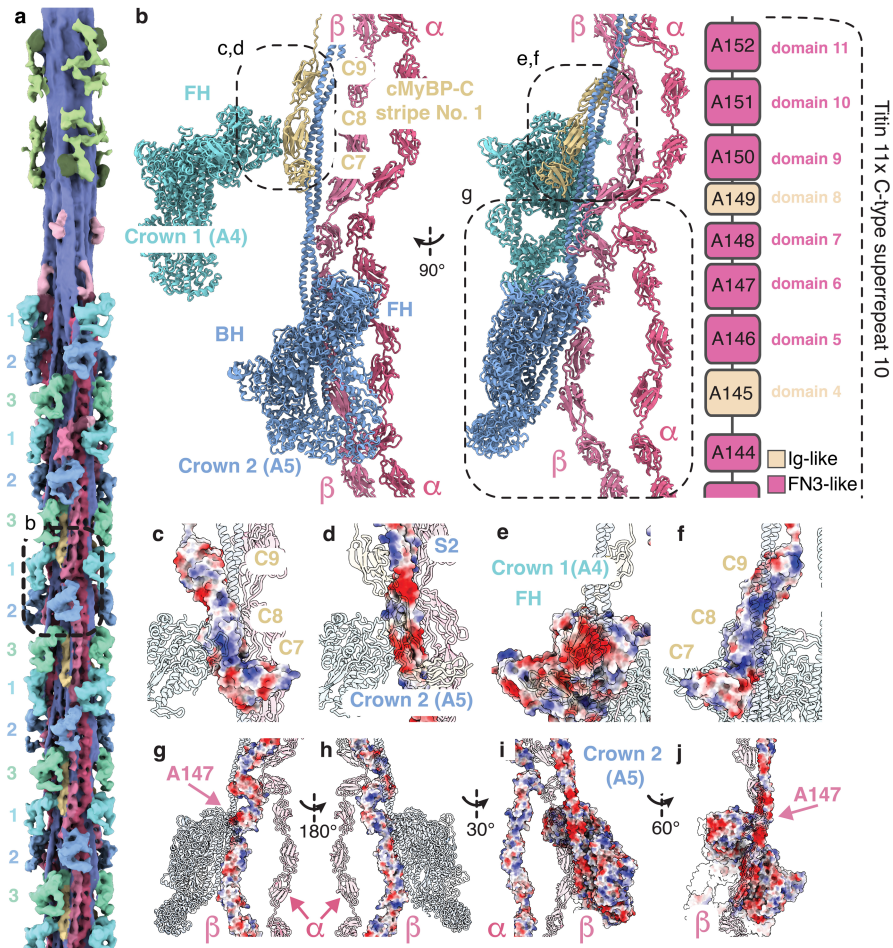 a
1
2
3
1
2
3
b
1
2
3
1
2
3
1
2
3
b
c,d
FH
β
α
C9
cMyBP-C
stripe No. 1
C8
C7
Crown 1 (A4)
BH
FH
Crown 2 (A5)
β
α
90°
β
α
e,f
g
β
α
A152
domain 11
A151
domain 10
A150
domain 9
A149
domain 8
A148
domain 7
A147
domain 6
A146
domain 5
A145
domain 4
A144
Ig-like
FN3-like
Titin 11x C-type superrepeat 10
c
C9
C8
C7
d
S2
Crown 2 (A5)
e
Crown 1(A4)
FH
f
C9
C8
C7
g
A147
β
α
180°
h
β
30°
i
Crown 2
(A5)
α
60°
j
A147
β